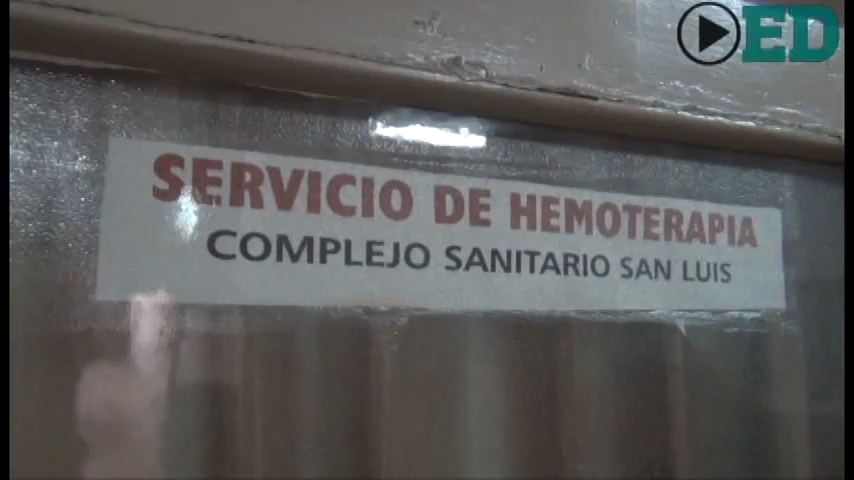 ED
SERVICIO DE HEMOTERAPIA
COMPLEJO SANITARIO SAN LUIS